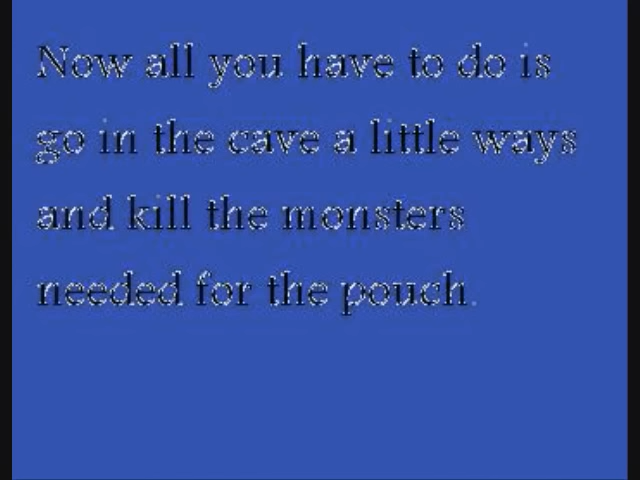 Now all you have to do is
go in the cave a little ways
and kill the monsters
needed for the pouch.